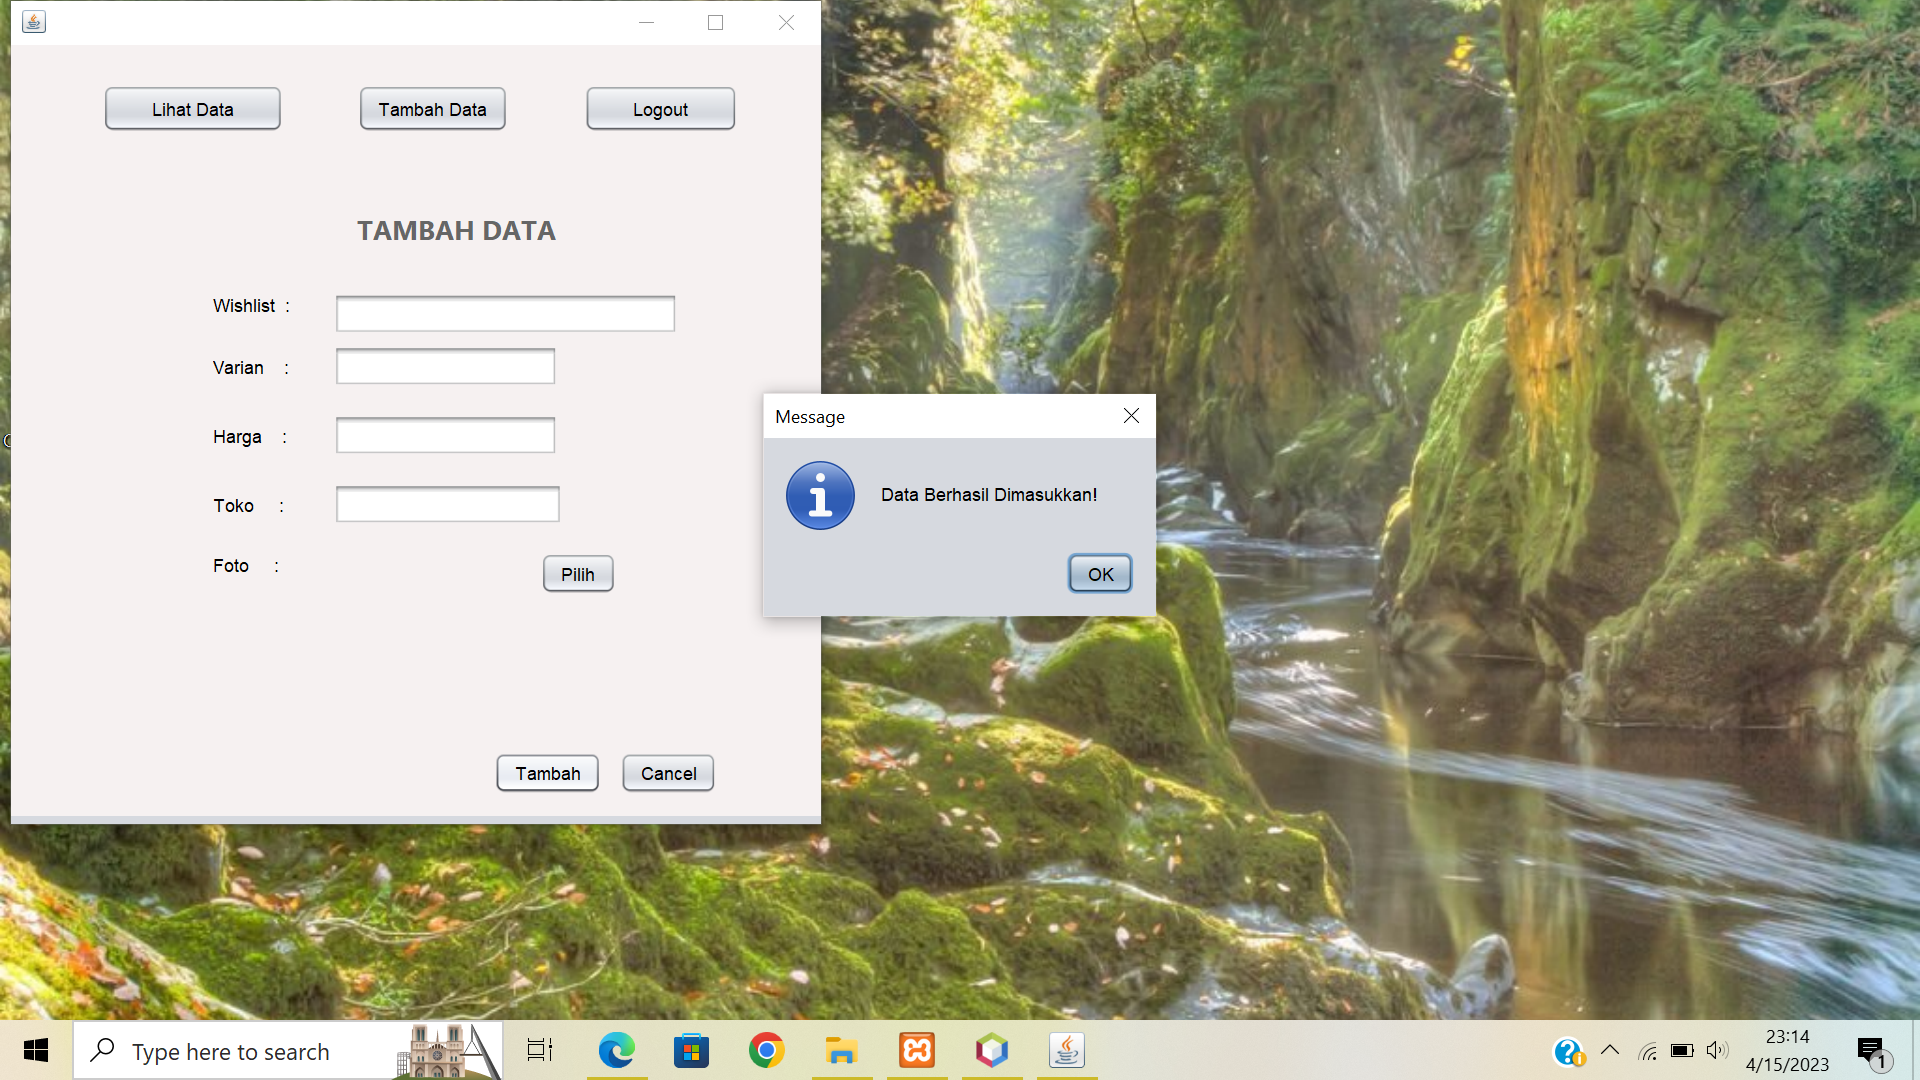 Lihat Data
Tambah Data
Logout
TAMBAH DATA
Wishlist :
Varian :
Harga :
Toko :
Foto :
Pilih
Tambah
Cancel
Message
Data Berhasil Dimasukkan!
OK
Type here to search
23:14
4/15/2023
1